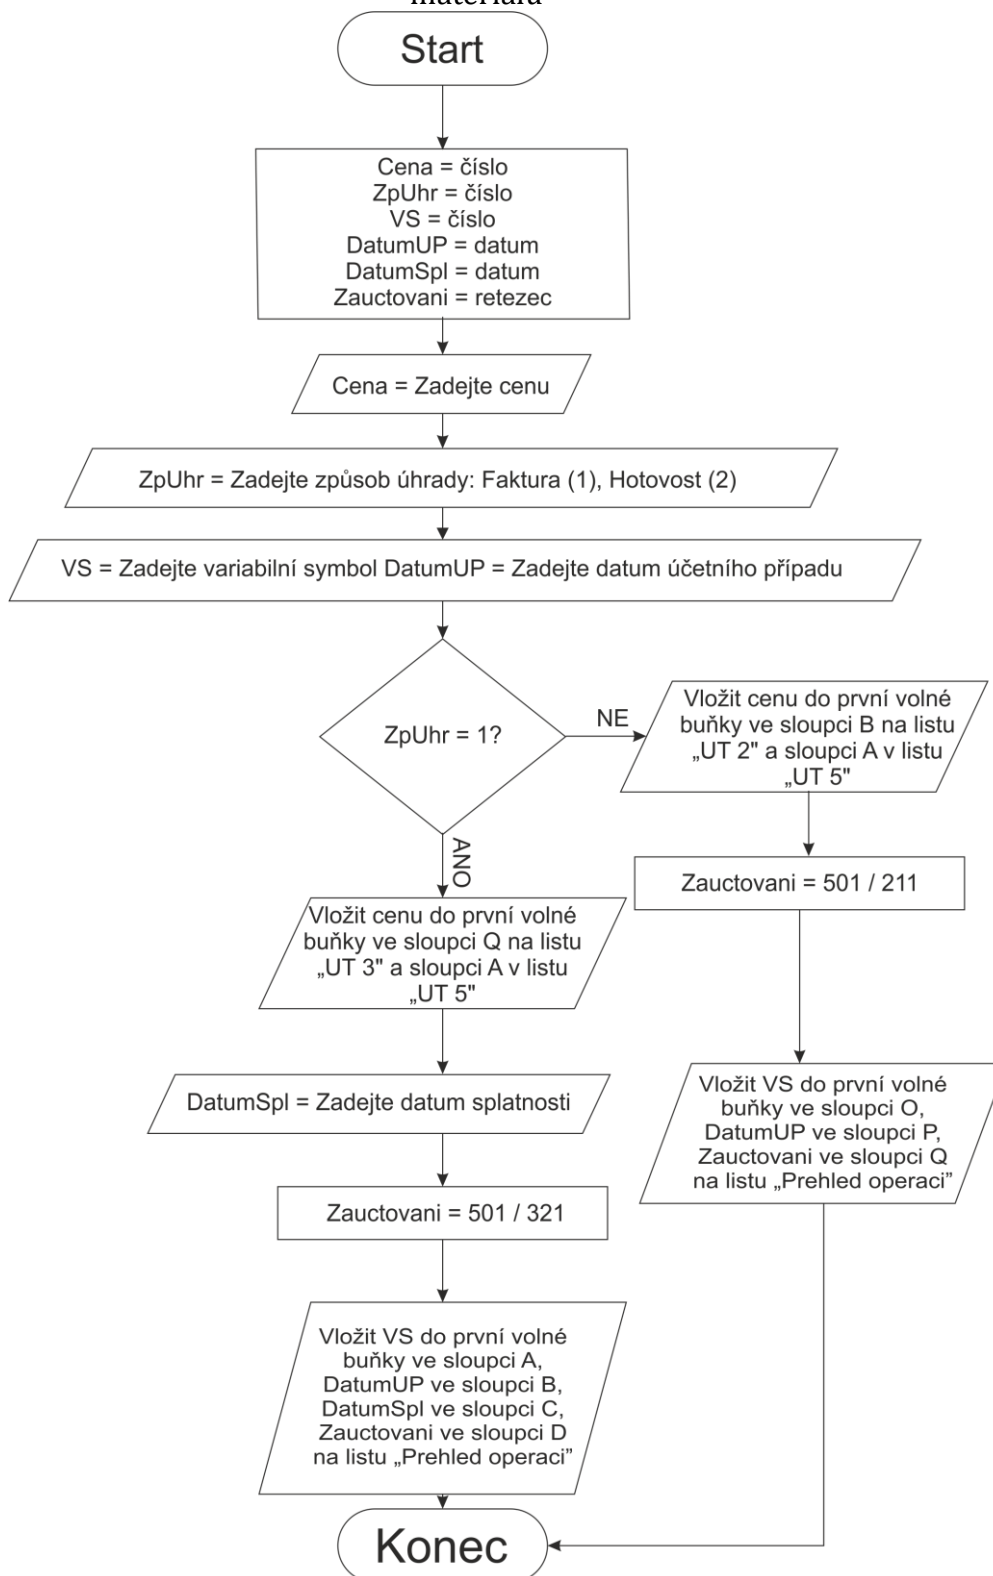 materiálu
Start
Cena = číslo
ZpUhr = číslo
VS = číslo
DatumUP = datum
DatumSpl = datum
Zauctovani = retezec
Cena = Zadejte cenu
ZpUhr = Zadejte způsob úhrady: Faktura (1), Hotovost (2)
VS = Zadejte variabilní symbol DatumUP = Zadejte datum účetního případu
ZpUhr = 1?
NE
Vložit cenu do první volné
buňky ve sloupci B na listu
„UT 2" a sloupci A v listu
„UT 5"
Zauctovani = 501 / 211
Vložit VS do první volné
buňky ve sloupci O,
DatumUP ve sloupci P,
Zauctovani ve sloupci Q
na listu „Prehled operaci”
ANO
Vložit cenu do první volné
buňky ve sloupci Q na listu
„UT 3" a sloupci A v listu
„UT 5"
DatumSpl = Zadejte datum splatnosti
Zauctovani = 501 / 321
Vložit VS do první volné
buňky ve sloupci A,
DatumUP ve sloupci B,
DatumSpl ve sloupci C,
Zauctovani ve sloupci D
na listu „Prehled operaci”
Konec